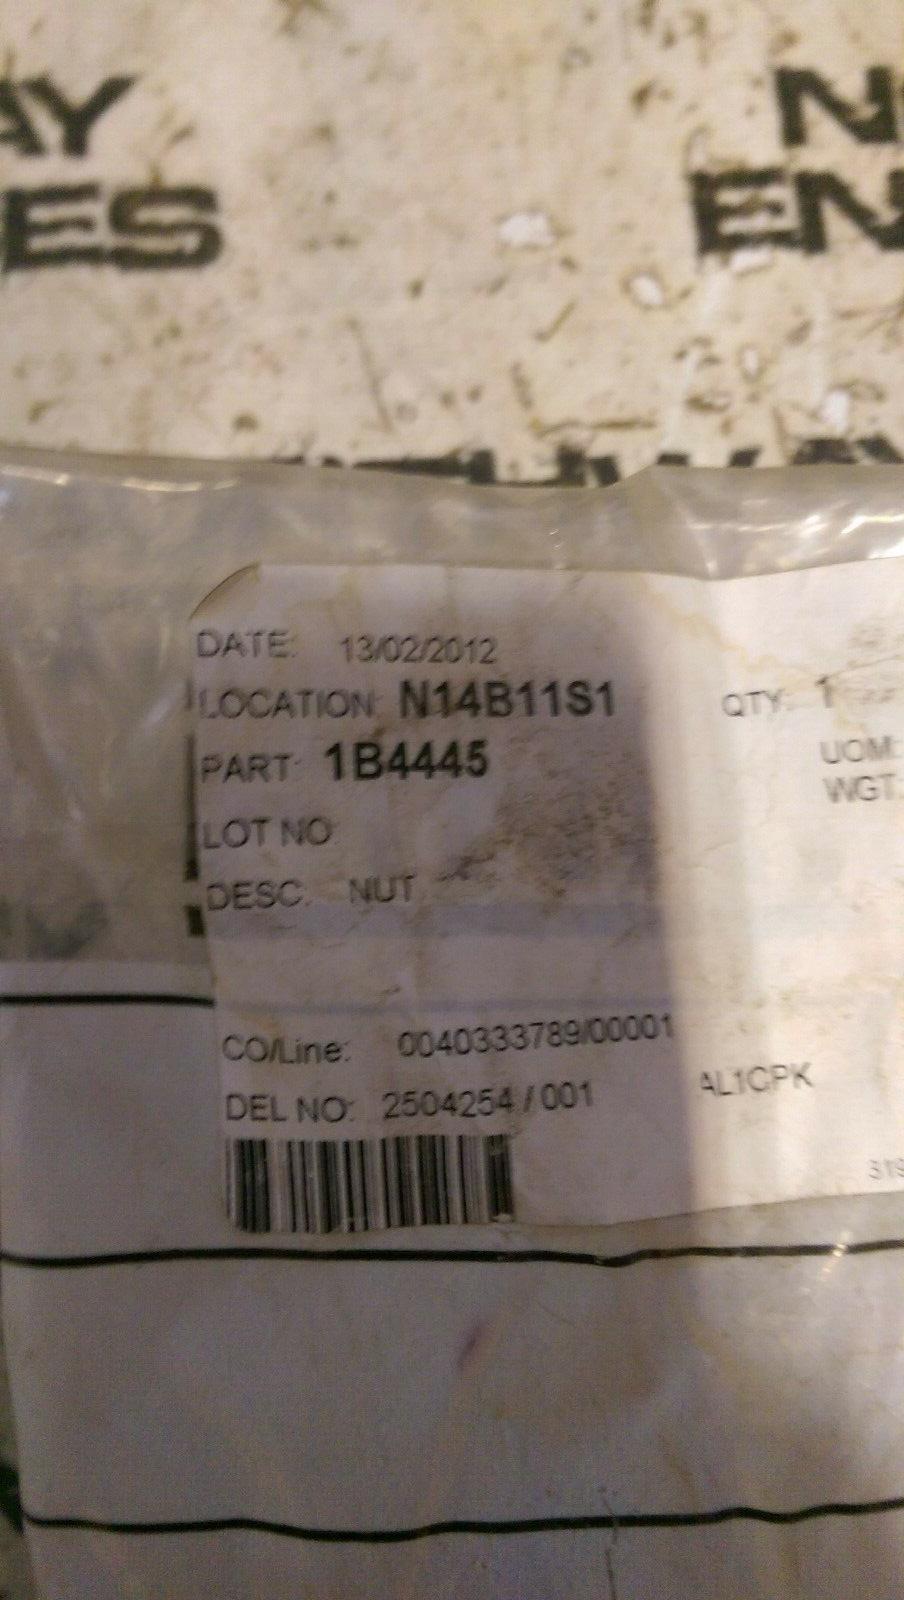 AY
ES
N
EN
DATE: 13/02/2012
LOCATION: N14B11S1 QTY: 1
PART: 1B4445 UOM:
WGT:
LOT NO:
DESC. NUT
CO/Line: 0040333789/00001
DEL NO: 2504254 / 001 AL1CPK
319